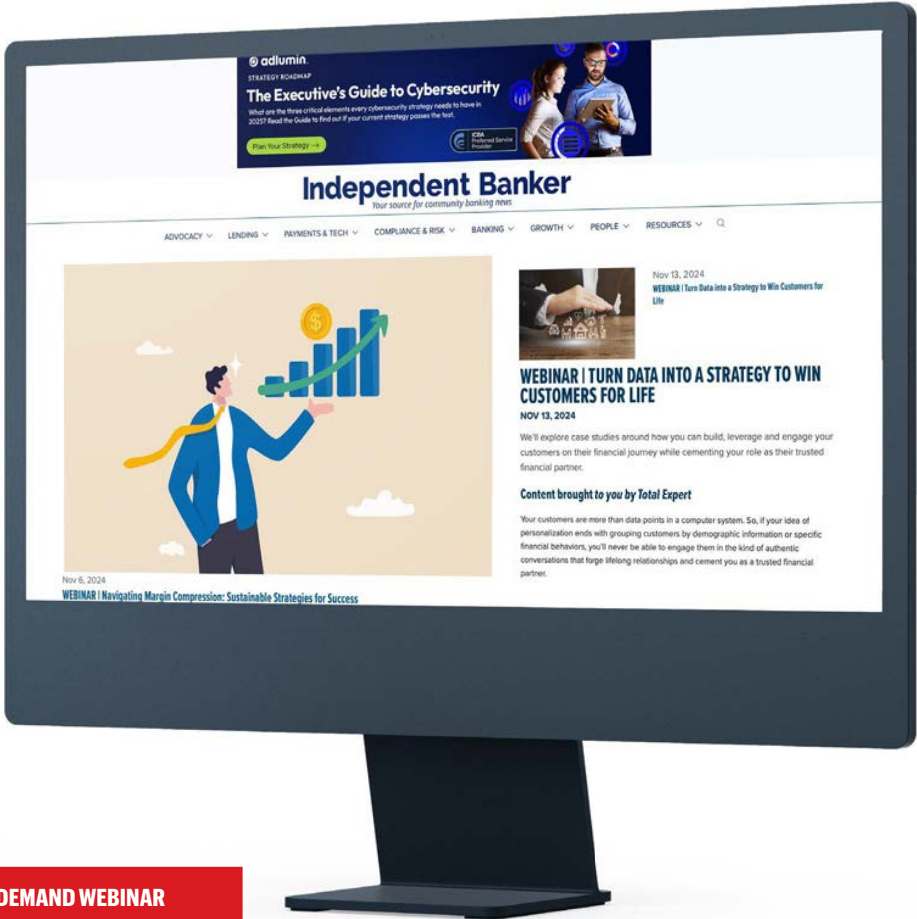 adlumin.
STRATEGY ROADMAP
The Executive's Guide to Cybersecurity
What are the three critical elements every cybersecurity strategy needs to have in
2025? Read the Guide to find out if your current strategy passes the test.
Plan Your Strategy →
ICBA
Preferred Service
Provider
Independent Banker
Your source for community banking news
ADVOCACY
LENDING
PAYMENTS & TECH
COMPLIANCE & RISK
BANKING
GROWTH
PEOPLE
RESOURCES
$
Nov 6, 2024
WEBINAR | Navigating Margin Compression: Sustainable Strategies for Success
Nov 13, 2024
WEBINAR | Turn Data into a Strategy to Win Customers for
Life
WEBINAR | TURN DATA INTO A STRATEGY TO WIN
CUSTOMERS FOR LIFE
NOV 13, 2024
We'll explore case studies around how you can build, leverage and engage your
customers on their financial journey while cementing your role as their trusted
financial partner.
Content brought to you by Total Expert
Your customers are more than data points in a computer system. So, if your idea of
personalization ends with grouping customers by demographic information or specific
financial behaviors, you'll never be able to engage them in the kind of authentic
conversations that forge lifelong relationships and cement you as a trusted financial
partner.
DEMAND WEBINAR